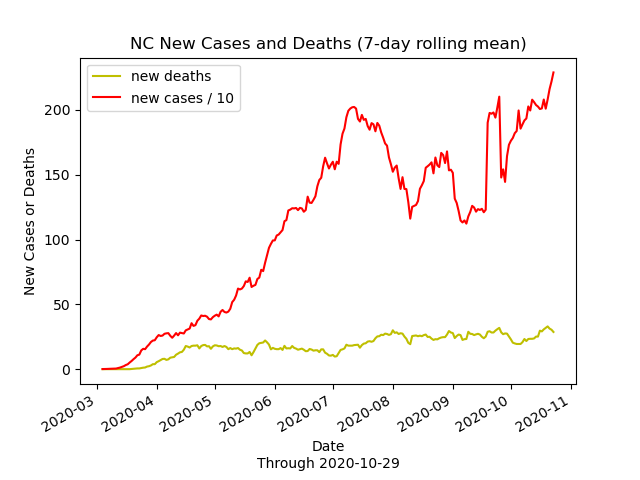 NC New Cases and Deaths (7-day rolling mean)
new deaths
new cases / 10
New Cases or Deaths
200
150
100
50
0
2020-03
2020-04
2020-05
2020-06
2020-07
2020-08
2020-09
2020-10
2020-11
Date
Through 2020-10-29